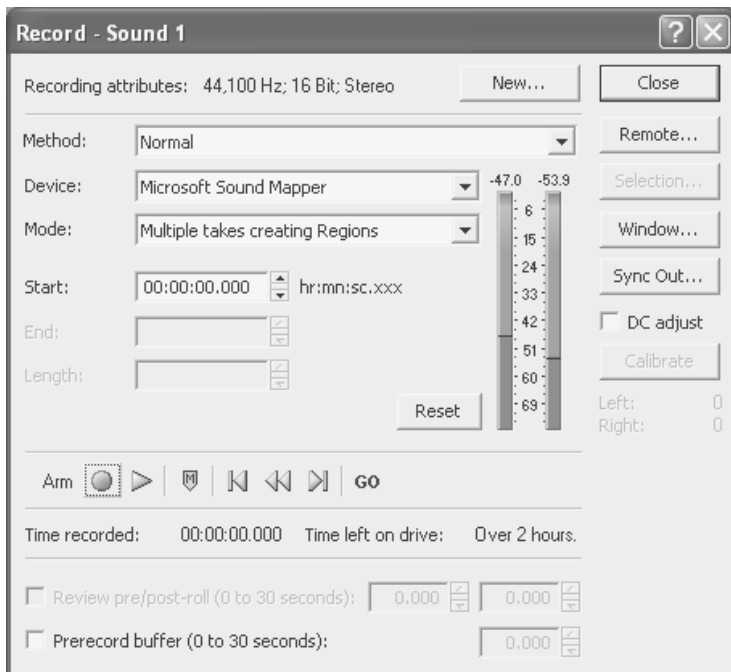 Record - Sound 1
Recording attributes: 44,100 Hz; 16 Bit; Stereo
New...
Close
Method: Normal
Remote...
Device: Microsoft Sound Mapper
-47.0 -53.9
Selection...
Mode: Multiple takes creating Regions
Window...
Start: 00:00:00.000 hr:mn:sc.xxx
Sync Out...
End:
DC adjust
Length:
Calibrate
6
15
24
33
42
51
60
69
Reset
Left: 0
Right: 0
Arm M GO
Time recorded: 00:00:00.000 Time left on drive: Over 2 hours.
Review pre/post-roll (0 to 30 seconds): 0.000 0.000
Prerecord buffer (0 to 30 seconds): 0.000